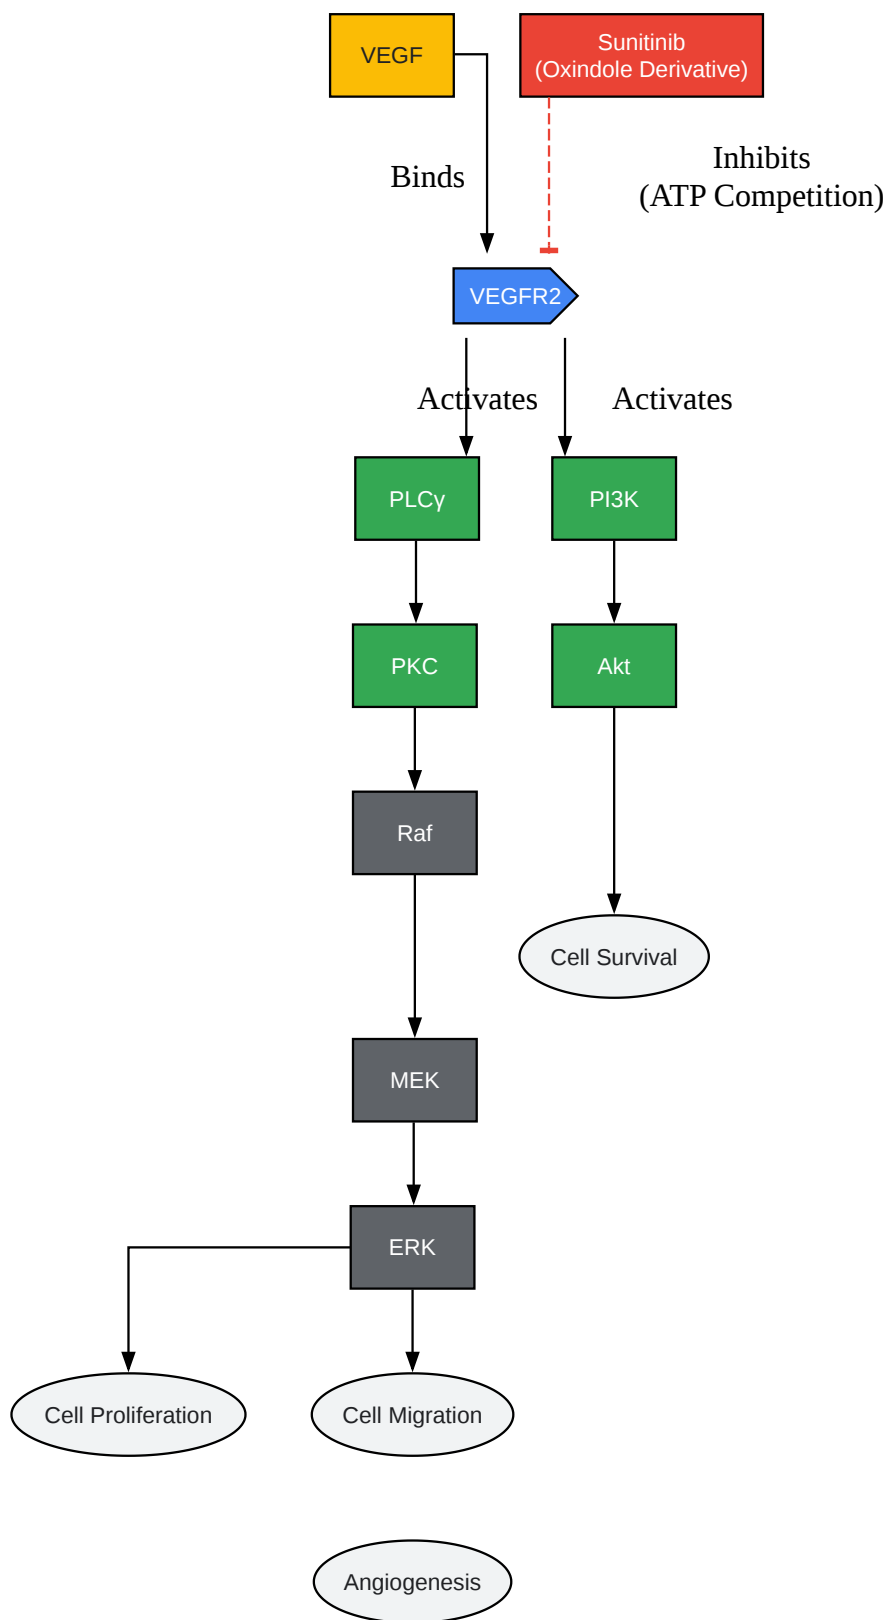 VEGF
Sunitinib
(Oxindole Derivative)
Binds
Inhibits
(ATP Competition)
VEGFR2
Activates
Activates
PLCγ
PI3K
PKC
Akt
Raf
Cell Survival
MEK
ERK
Cell Proliferation
Cell Migration
Angiogenesis